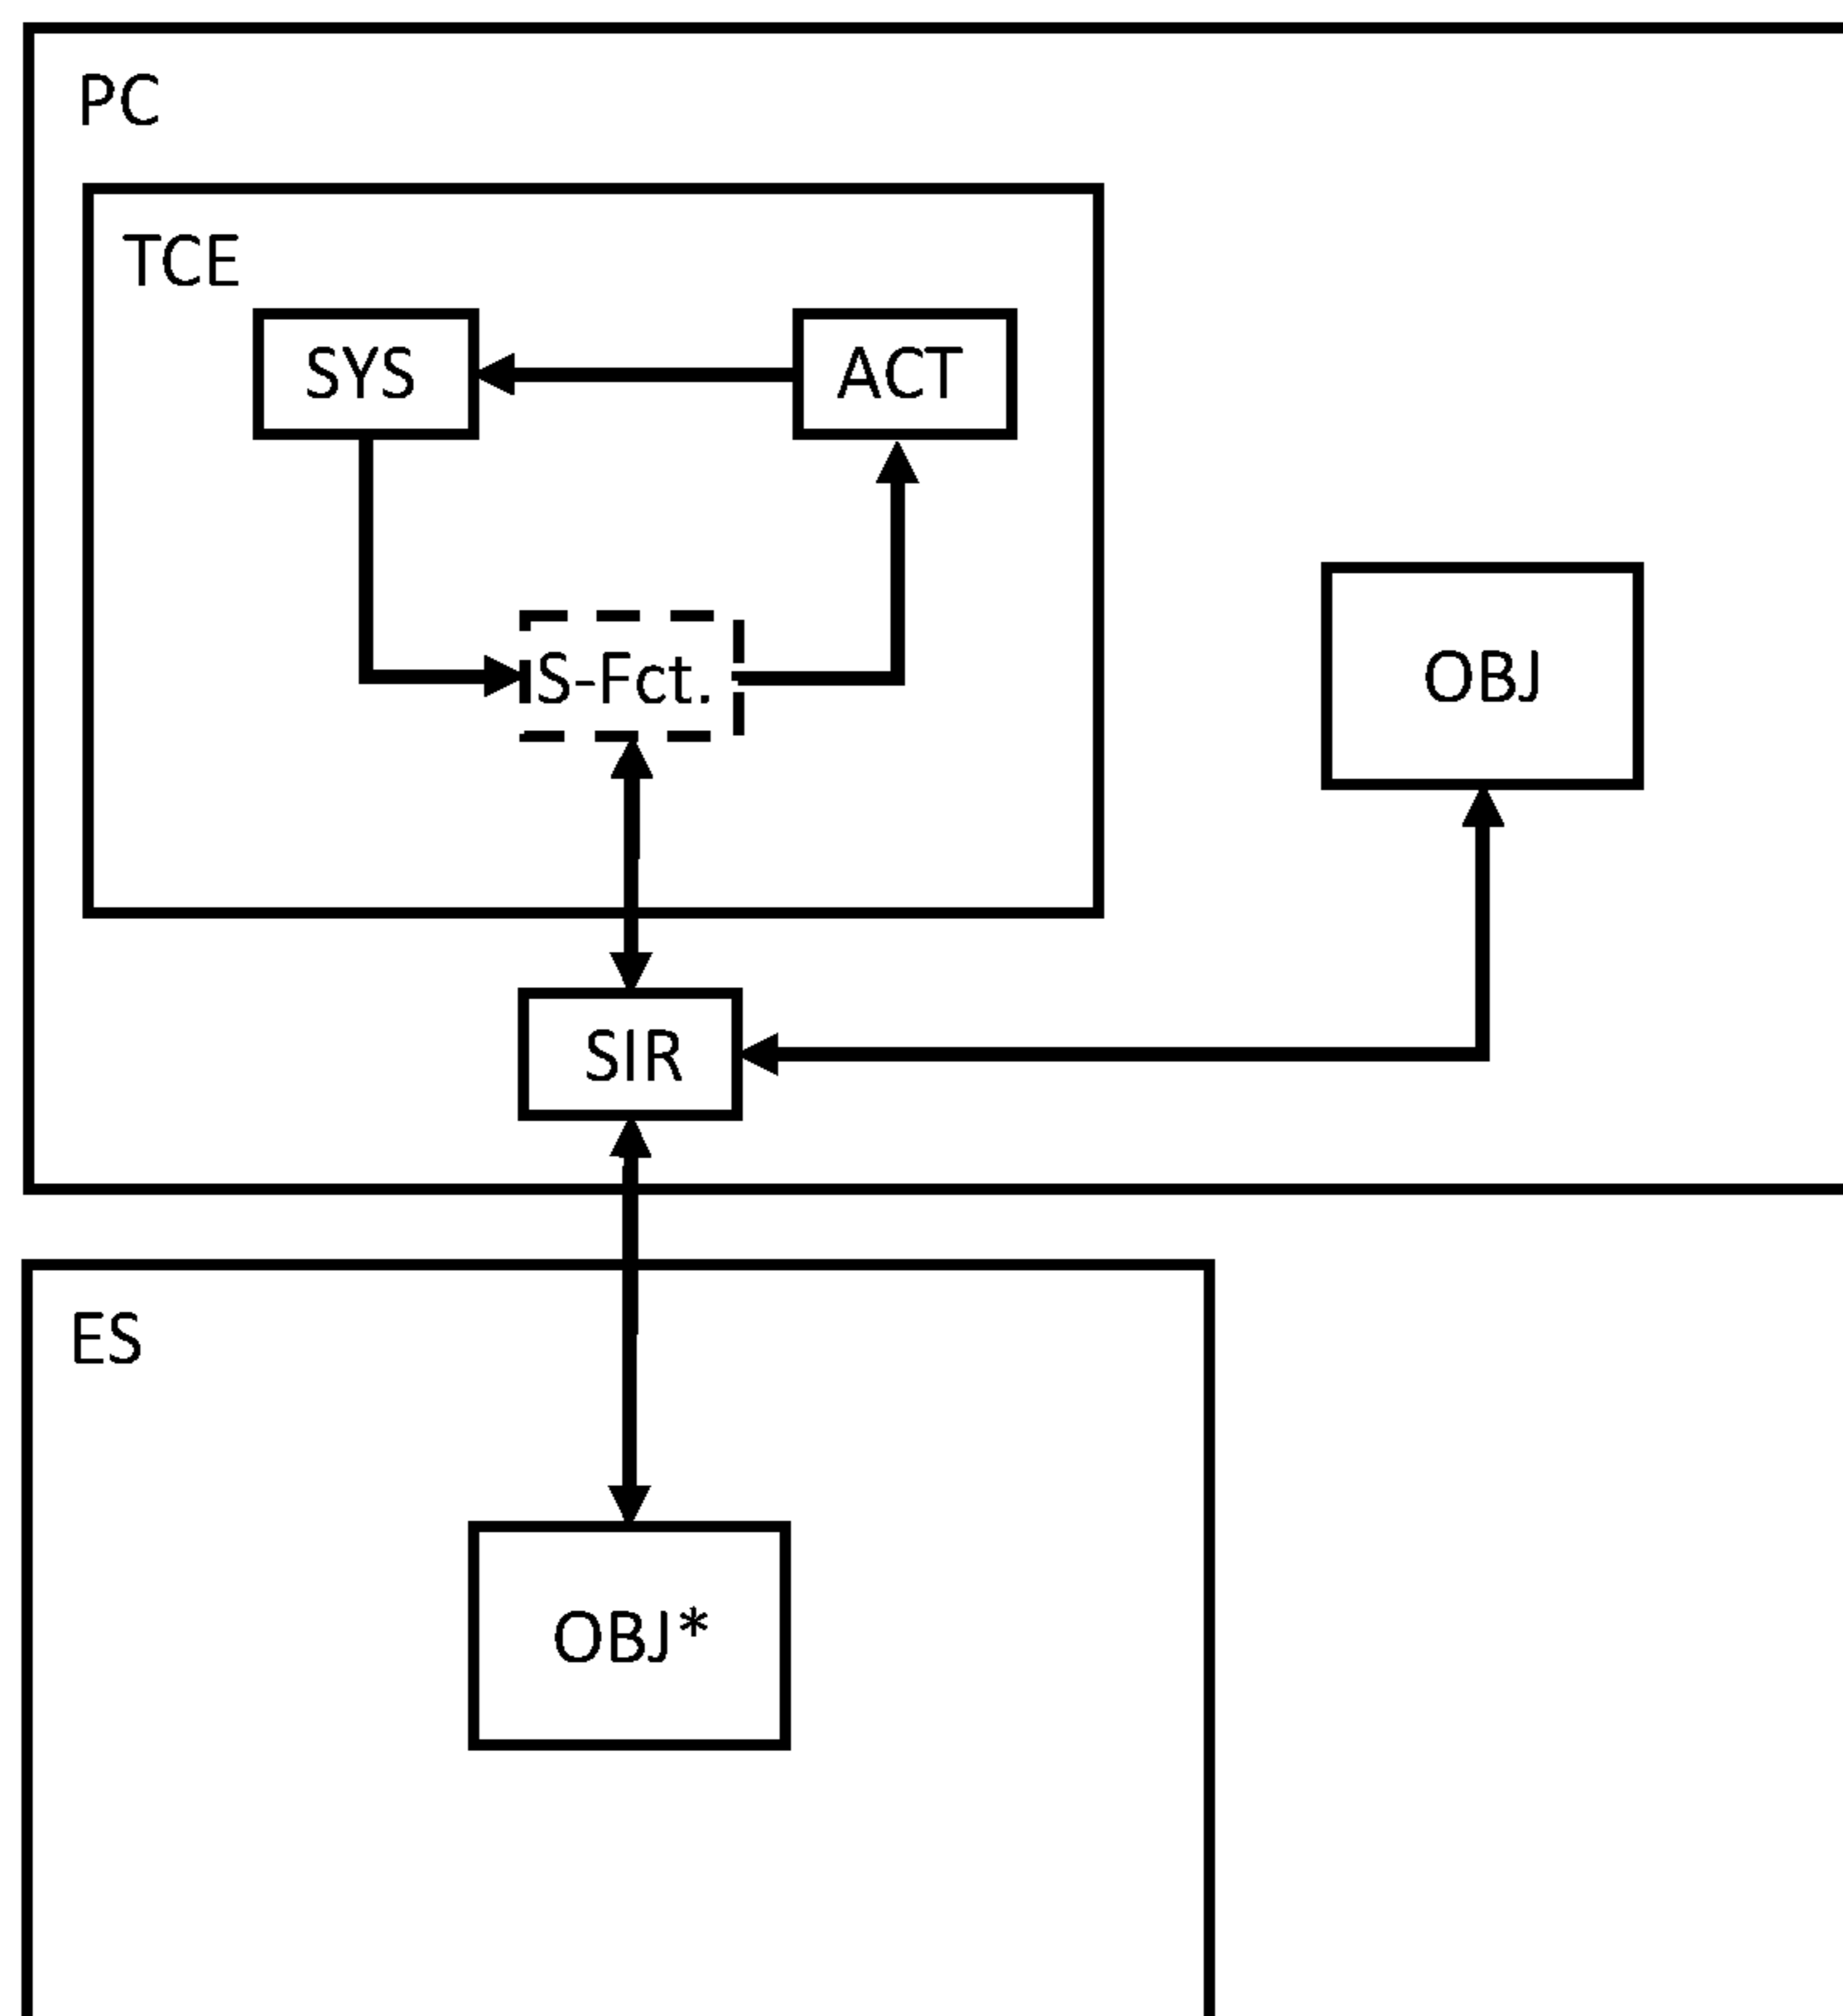 PC
TCE
SYS
ACT
S-Fct.
OBJ
SIR
ES
OBJ*